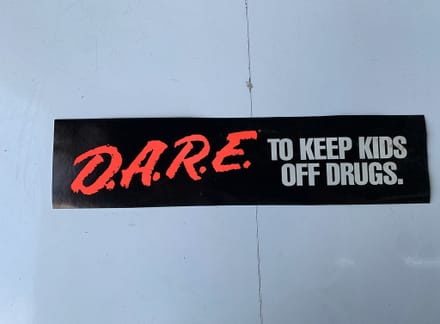 D.A.R.E. TO KEEP KIDS
OFF DRUGS.